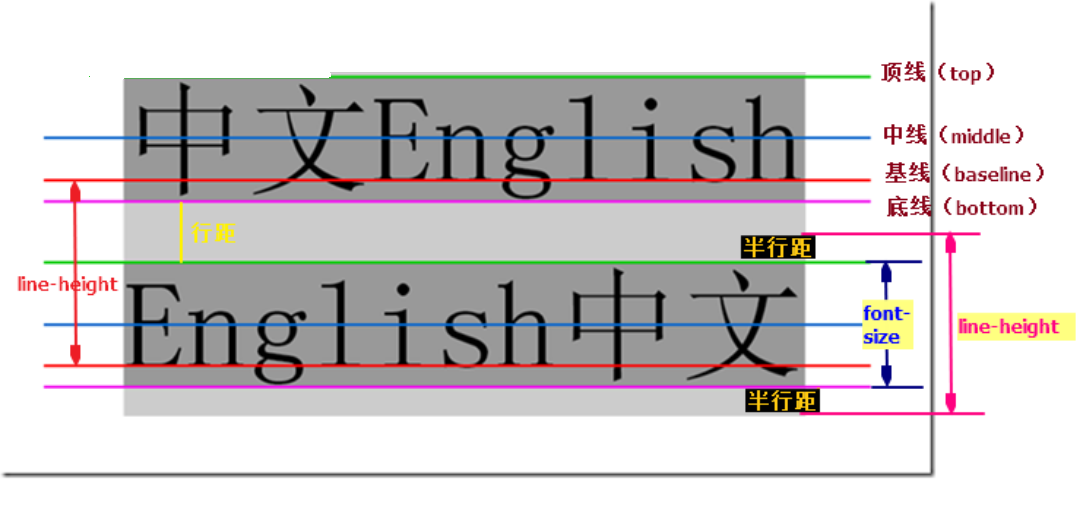 顶线（top）
中文English
中线（middle）
基线（baseline）
底线（bottom）
行距
半行距
line-height
English中文
font-
size
line-height
半行距